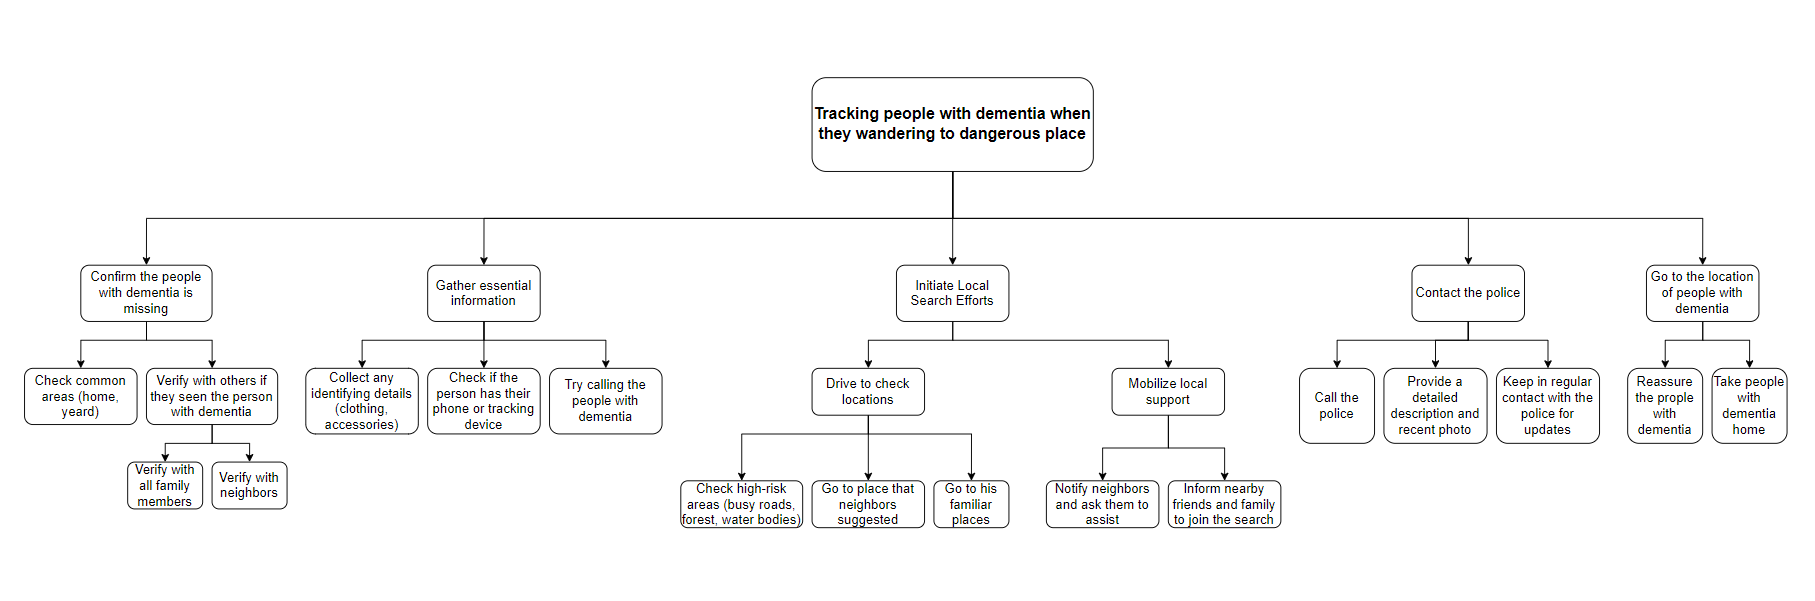 Tracking people with dementia when
they wandering to dangerous place
Confirm the people
with dementia is
missing
Gather essential
information
Initiate Local
Search Efforts
Contact the police
Go to the location
of people with
dementia
Check common
areas (home,
yeard)
Verify with others if
they seen the person
with dementia
Collect any
identifying details
(clothing,
accessories)
Check if the
person has their
phone or tracking
device
Try calling the
people with
dementia
Drive to check
locations
Mobilize local
support
Call the
police
Provide a
detailed
description and
recent photo
Keep in regular
contact with the
police for
updates
Reassure
the prople
with
dementia
Take people
with
dementia
home
Verify with
all family
members
Verify with
neighbors
Check high-risk
areas (busy roads,
forest, water bodies)
Go to place that
neighbors
suggested
Go to his
familiar
places
Notify neighbors
and ask them to
assist
Inform nearby
friends and family
to join the search